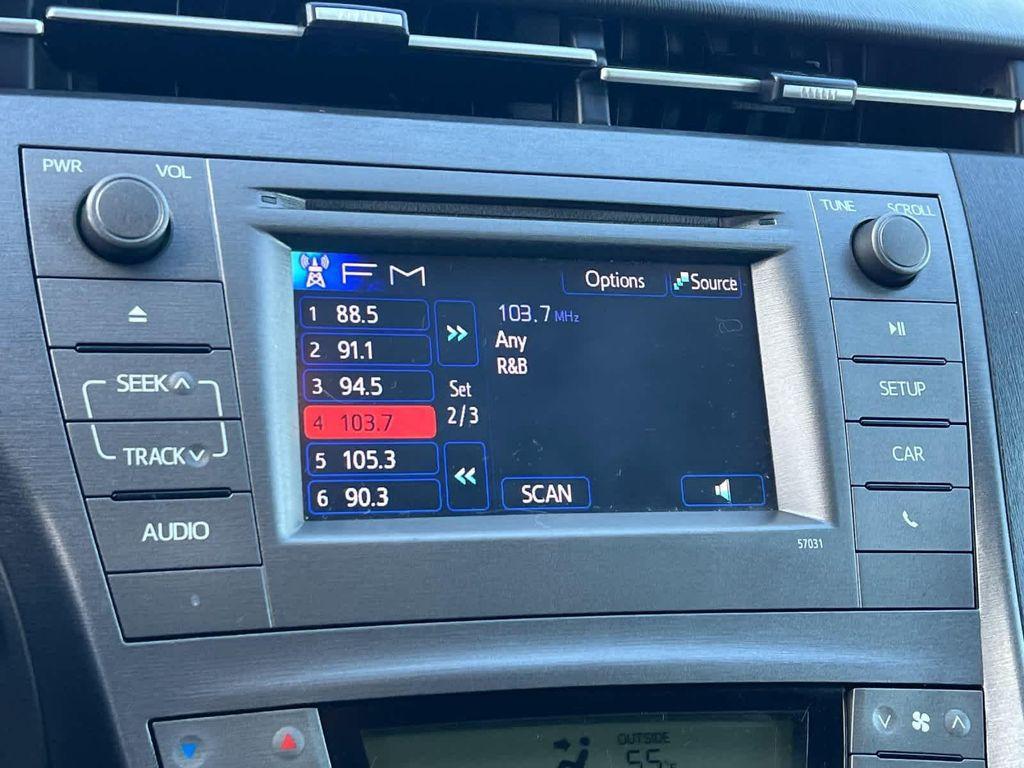 PWR VOL
TUNE SCROLL
FM
Options
Source
1 88.5
2 91.1
3 94.5
4 103.7
5 105.3
6 90.3
Set
2/3
103.7 MHz
Any
R&B
SCAN
SEEK
TRACK
AUDIO
SETUP
CAR
57031
OUTSIDE
55°F